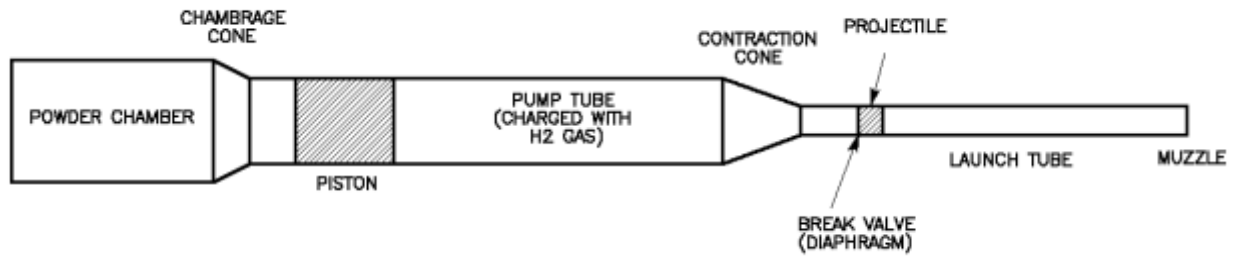 CHAMBRAGE
CONE
CONTRACTION
CONE
PROJECTILE
POWDER CHAMBER
PUMP TUBE
(CHARGED WITH
H2 GAS)
PISTON
LAUNCH TUBE
MUZZLE
BREAK VALVE
(DIAPHRAGM)